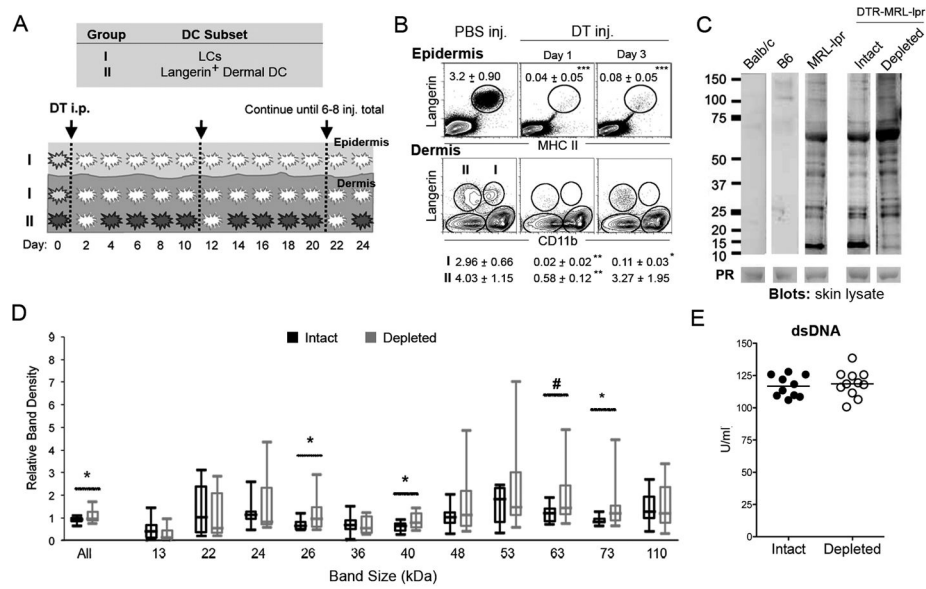 A
Group DC Subset
I LCs
II Langerin+ Dermal DC
DT i.p. Continue until 6-8 inj. total
Epidermis
I
Dermis
I
II
Day: 0 2 4 6 8 10 12 14 16 18 20 22 24
B
PBS inj. DT inj.
Epidermis Day 1 Day 3
3.2 ± 0.90 0.04 ± 0.05 *** 0.08 ± 0.05 ***
Langerin
MHC II
Dermis
II I
Langerin
CD11b
I 2.96 ± 0.66 0.02 ± 0.02 ** 0.11 ± 0.03 *
II 4.03 ± 1.15 0.58 ± 0.12 ** 3.27 ± 1.95
C
DTR-MRL-lpr
Balb/c B6 MRL-lpr Intact Depleted
150
100
75
50
37
25
20
15
10
PR
Blots: skin lysate
D
Intact Depleted
Relative Band Density
9
8
7
6
5
4
3
2
1
0
* * * # *
All 13 22 24 26 36 40 48 53 63 73 110
Band Size (kDa)
E
dsDNA
U/ml
150
125
100
75
50
25
0
Intact Depleted